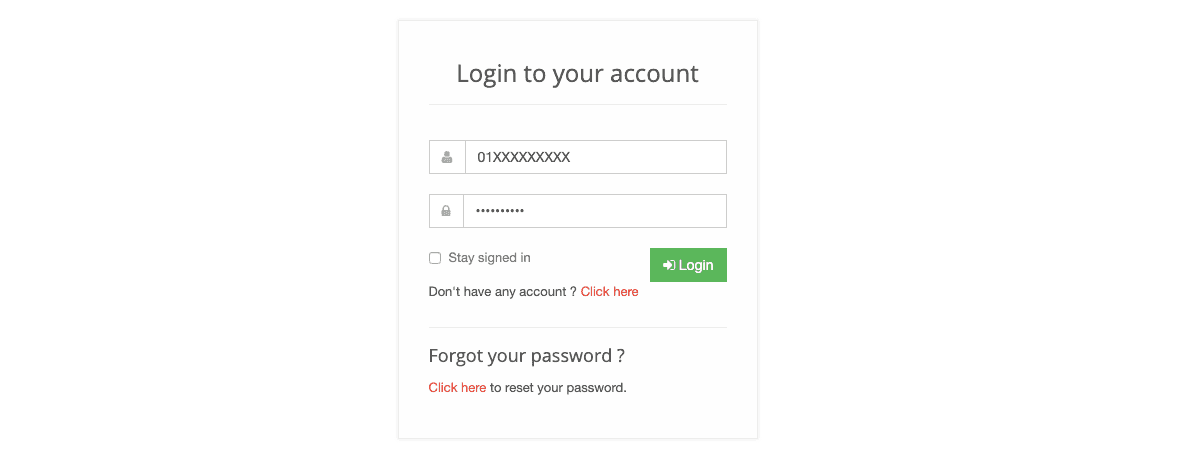 Login to your account
01XXXXXXXXX
••••••••••
Stay signed in
Login
Don't have any account ? Click here
Forgot your password ?
Click here to reset your password.